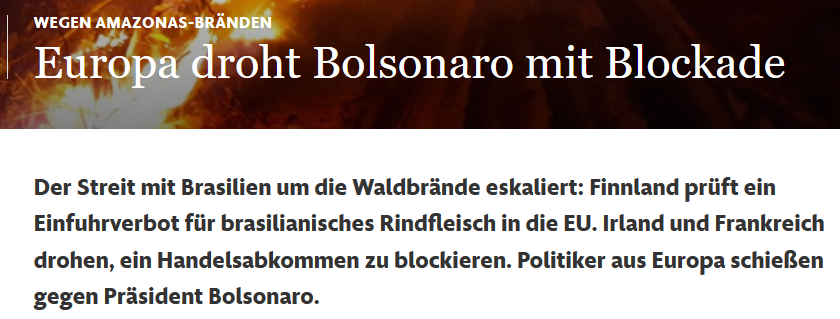 WEGEN AMAZONAS-BRÄNDEN
Europa droht Bolsonaro mit Blockade
Der Streit mit Brasilien um die Waldbrände eskaliert: Finnland prüft ein
Einfuhrverbot für brasilianisches Rindfleisch in die EU. Irland und Frankreich
drohen, ein Handelsabkommen zu blockieren. Politiker aus Europa schießen
gegen Präsident Bolsonaro.